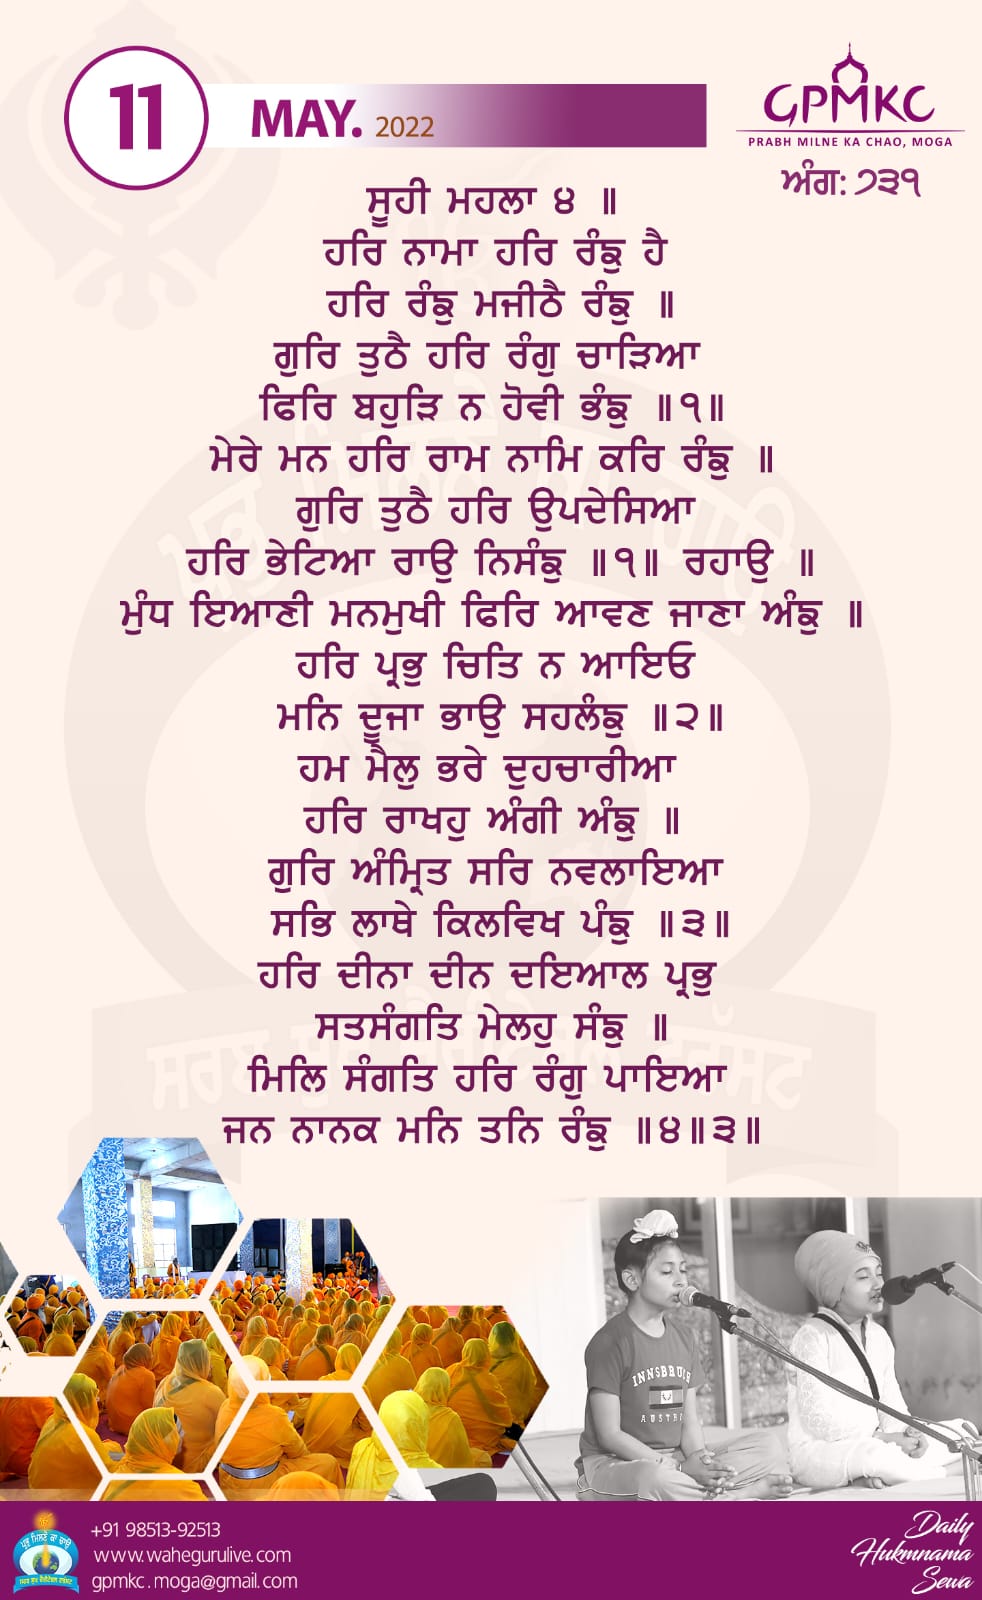 11
MAY. 2022
GPMKC
PRABH MILNE KA CHAO, MOGA
ਅੰਗ: ੭੩੧
ਸੂਹੀ ਮਹਲਾ ੪ ॥
ਹਰਿ ਨਾਮਾ ਹਰਿ ਰੰਙੁ ਹੈ
ਹਰਿ ਰੰਙੁ ਮਜੀਠੈ ਰੰਙੁ ॥
ਗੁਰਿ ਤੁਠੈ ਹਰਿ ਰੰਗੁ ਚਾੜਿਆ
ਫਿਰਿ ਬਹੁੜਿ ਨ ਹੋਵੀ ਭੰਙੁ ॥੧॥
ਮੇਰੇ ਮਨ ਹਰਿ ਰਾਮ ਨਾਮਿ ਕਰਿ ਰੰਙੁ ॥
ਗੁਰਿ ਤੁਠੈ ਹਰਿ ਉਪਦੇਸਿਆ
ਹਰਿ ਭੇਟਿਆ ਰਾਉ ਨਿਸੰਙੁ ॥੧॥ ਰਹਾਉ ॥
ਮੁੰਧ ਇਆਣੀ ਮਨਮੁਖੀ ਫਿਰਿ ਆਵਣ ਜਾਣਾ ਅੰਙੁ ॥
ਹਰਿ ਪ੍ਰਭੁ ਚਿਤਿ ਨ ਆਇਓ
ਮਨਿ ਦੂਜਾ ਭਾਉ ਸਹਲੰਙੁ ॥੨॥
ਹਮ ਮੈਲੁ ਭਰੇ ਦੁਹਚਾਰੀਆ
ਹਰਿ ਰਾਖਹੁ ਅੰਗੀ ਅੰਙੁ ॥
ਗੁਰਿ ਅੰਮ੍ਰਿਤ ਸਰਿ ਨਵਲਾਇਆ
ਸਭਿ ਲਾਥੇ ਕਿਲਵਿਖ ਪੰਙੁ ॥੩॥
ਹਰਿ ਦੀਨਾ ਦੀਨ ਦਇਆਲ ਪ੍ਰਭੁ
ਸਤਸੰਗਤਿ ਮੇਲਹੁ ਸੰਙੁ ॥
ਮਿਲਿ ਸੰਗਤਿ ਹਰਿ ਰੰਗੁ ਪਾਇਆ
ਜਨ ਨਾਨਕ ਮਨਿ ਤਨਿ ਰੰਙੁ ॥੪॥੩॥
INNSBRUCK
ਪ੍ਰਭੁ ਮਿਲਣੈ ਕਾ ਚਾਉ
+91 98513-92513
www.wahegurulive.com
gpmkc.moga@gmail.com
Daily
Hukmnama
Sewa